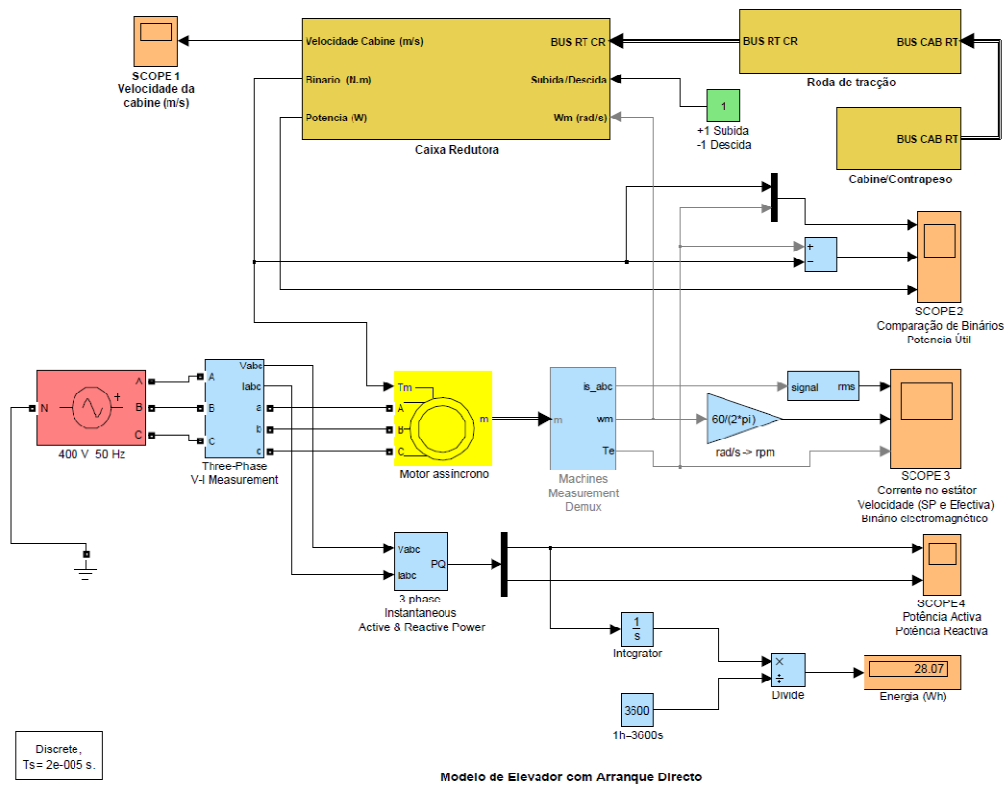 SCOPE 1
Velocidade da
cabine (m/s)
Velocidade Cabine (m/s)
Binario (N.m)
Potencia (W)
BUS RT CR
Subida/Descida
Wm (rad/s)
Caixa Redutora
BUS RT CR
BUS CAB RT
Roda de tracção
1
+1 Subida
-1 Descida
BUS CAB RT
Cabine/Contrapeso
+
−
SCOPE2
Comparação de Binários
Potencia Útil
N
+
A
B
C
400 V 50 Hz
A
B
C
Vabc
Iabc
a
b
c
Three-Phase
V-I Measurement
Tm
A
B
C
m
Motor assíncrono
m
is_abc
wm
Te
Machines
Measurement
Demux
60/(2*pi)
rad/s -> rpm
signal rms
SCOPE 3
Corrente no estátor
Velocidade (SP e Efectiva)
Binário electromagnético
Vabc
Iabc
PQ
3 phase
Instantaneous
Active & Reactive Power
SCOPE4
Potência Activa
Potência Reactiva
1
s
Integrator
3600
1h=3600s
×
÷
Divide
28.07
Energia (Wh)
Discrete,
Ts= 2e-005 s.
Modelo de Elevador com Arranque Directo